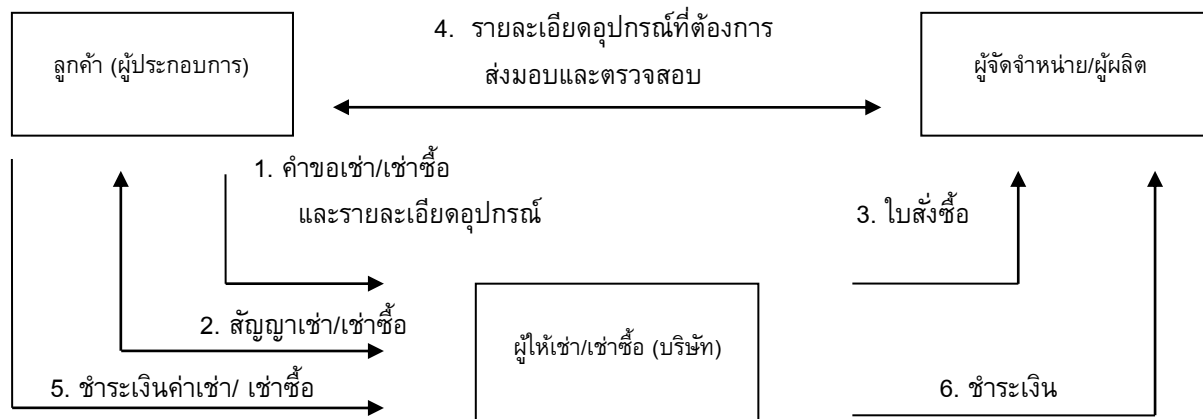 4. รายละเอียดอุปกรณ์ที่ต้องการ
ส่งมอบและตรวจสอบ
ลูกค้า (ผู้ประกอบการ)
ผู้จัดจำหน่าย/ผู้ผลิต
1. คำขอเช่า/เช่าซื้อ
และรายละเอียดอุปกรณ์
3. ใบสั่งซื้อ
2. สัญญาเช่า/เช่าซื้อ
ผู้ให้เช่า/เช่าซื้อ (บริษัท)
5. ชำระเงินค่าเช่า/ เช่าซื้อ
6. ชำระเงิน